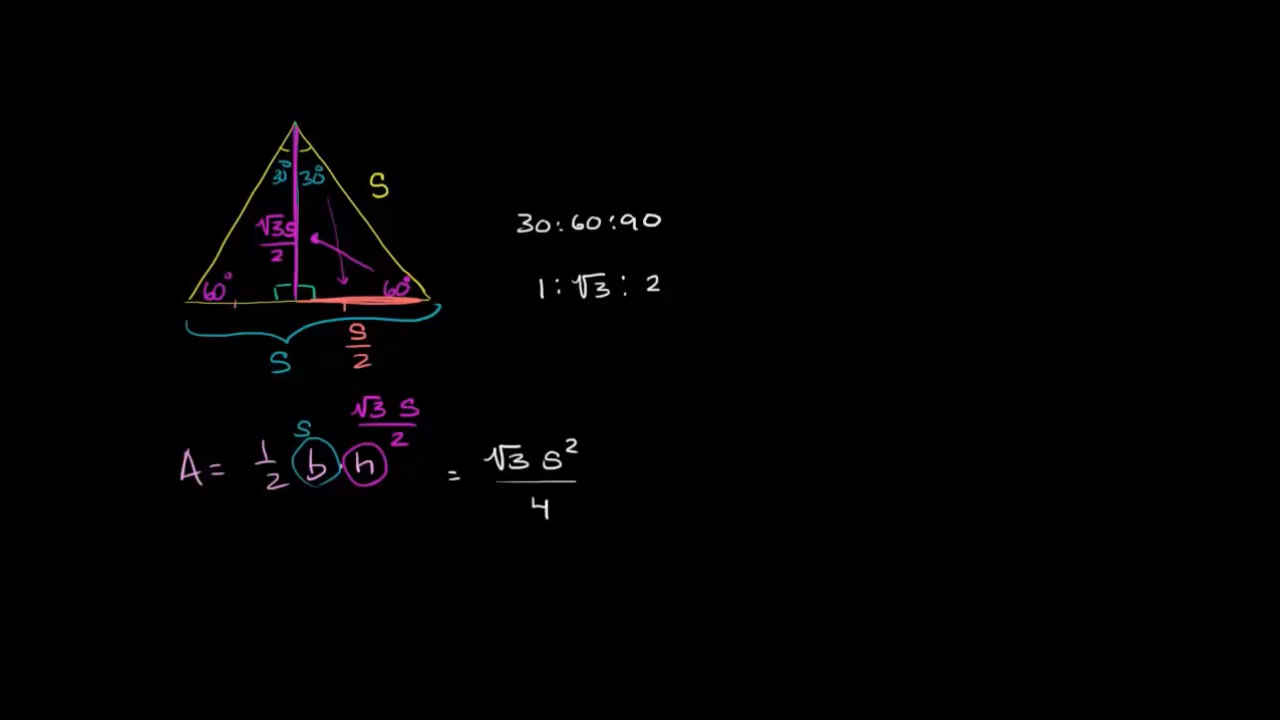 30° 30°
S
√3S/2
60° 60°
S
S/2
30:60:90
1:√3:2
S √3 S/2
A = 1/2 b·h = √3 S²/4